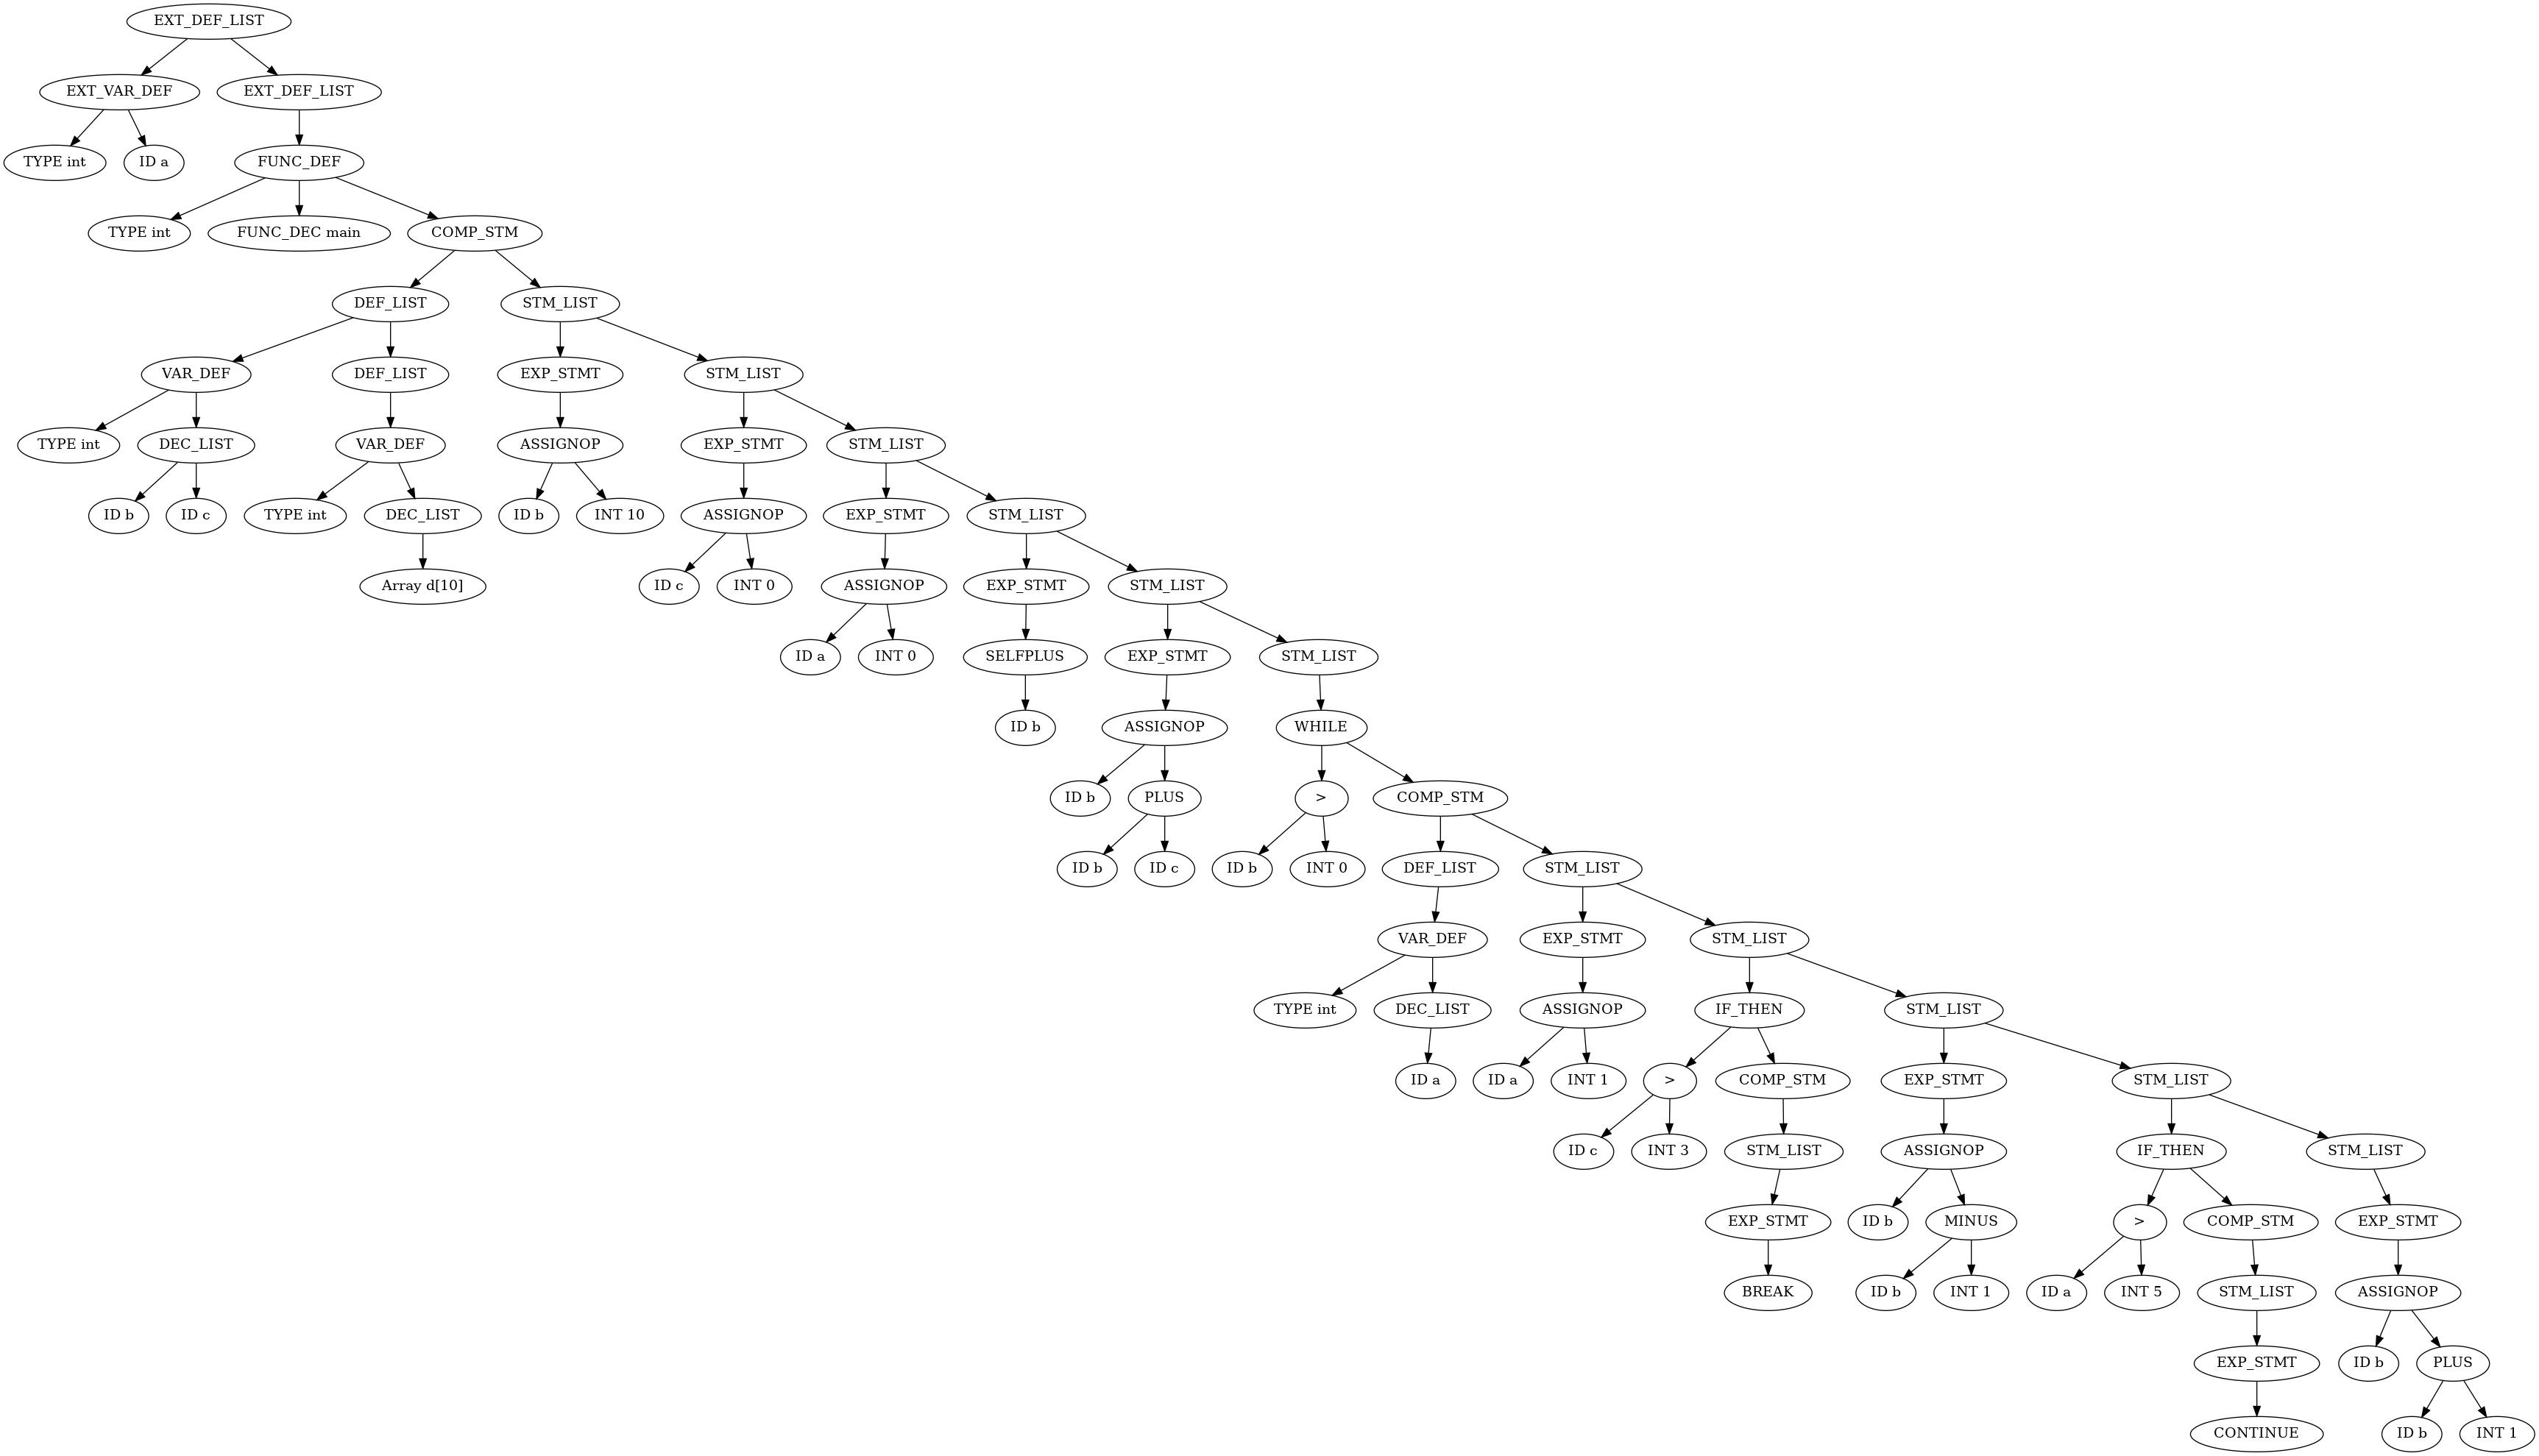 EXT_DEF_LIST
EXT_VAR_DEF EXT_DEF_LIST
TYPE int ID a FUNC_DEF
TYPE int FUNC_DEC main COMP_STM
DEF_LIST STM_LIST
VAR_DEF DEF_LIST EXP_STMT STM_LIST
TYPE int DEC_LIST VAR_DEF ASSIGNOP EXP_STMT STM_LIST
ID b ID c TYPE int DEC_LIST ID b INT 10 ASSIGNOP EXP_STMT STM_LIST
Array d[10] ID c INT 0 ASSIGNOP EXP_STMT STM_LIST
ID a INT 0 SELFPLUS EXP_STMT STM_LIST
ID b ASSIGNOP WHILE
ID b PLUS > COMP_STM
ID b ID c ID b INT 0 DEF_LIST STM_LIST
VAR_DEF EXP_STMT STM_LIST
TYPE int DEC_LIST ASSIGNOP IF_THEN STM_LIST
ID a ID a INT 1 > COMP_STM EXP_STMT STM_LIST
ID c INT 3 STM_LIST ASSIGNOP IF_THEN STM_LIST
EXP_STMT ID b MINUS > COMP_STM EXP_STMT
BREAK ID b INT 1 ID a INT 5 STM_LIST ASSIGNOP
EXP_STMT ID b PLUS
CONTINUE ID b INT 1